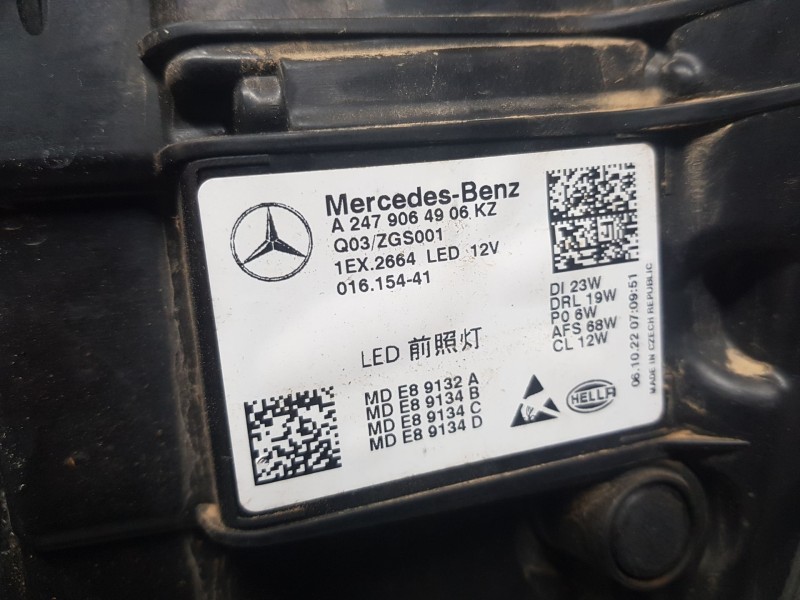 Mercedes-Benz
A 247 906 49 06 KZ
Q03/ZGS001
1EX.2664 LED 12V
016.154-41
LED 前照灯
MD E8 9132 A
MD E8 9134 B
MD E8 9134 C
MD E8 9134 D
DI 23W
DRL 19W
PO 6W
AFS 68W
CL 12W
06.10.22 07:09:51
MADE IN CZECH REPUBLIC
HELLA